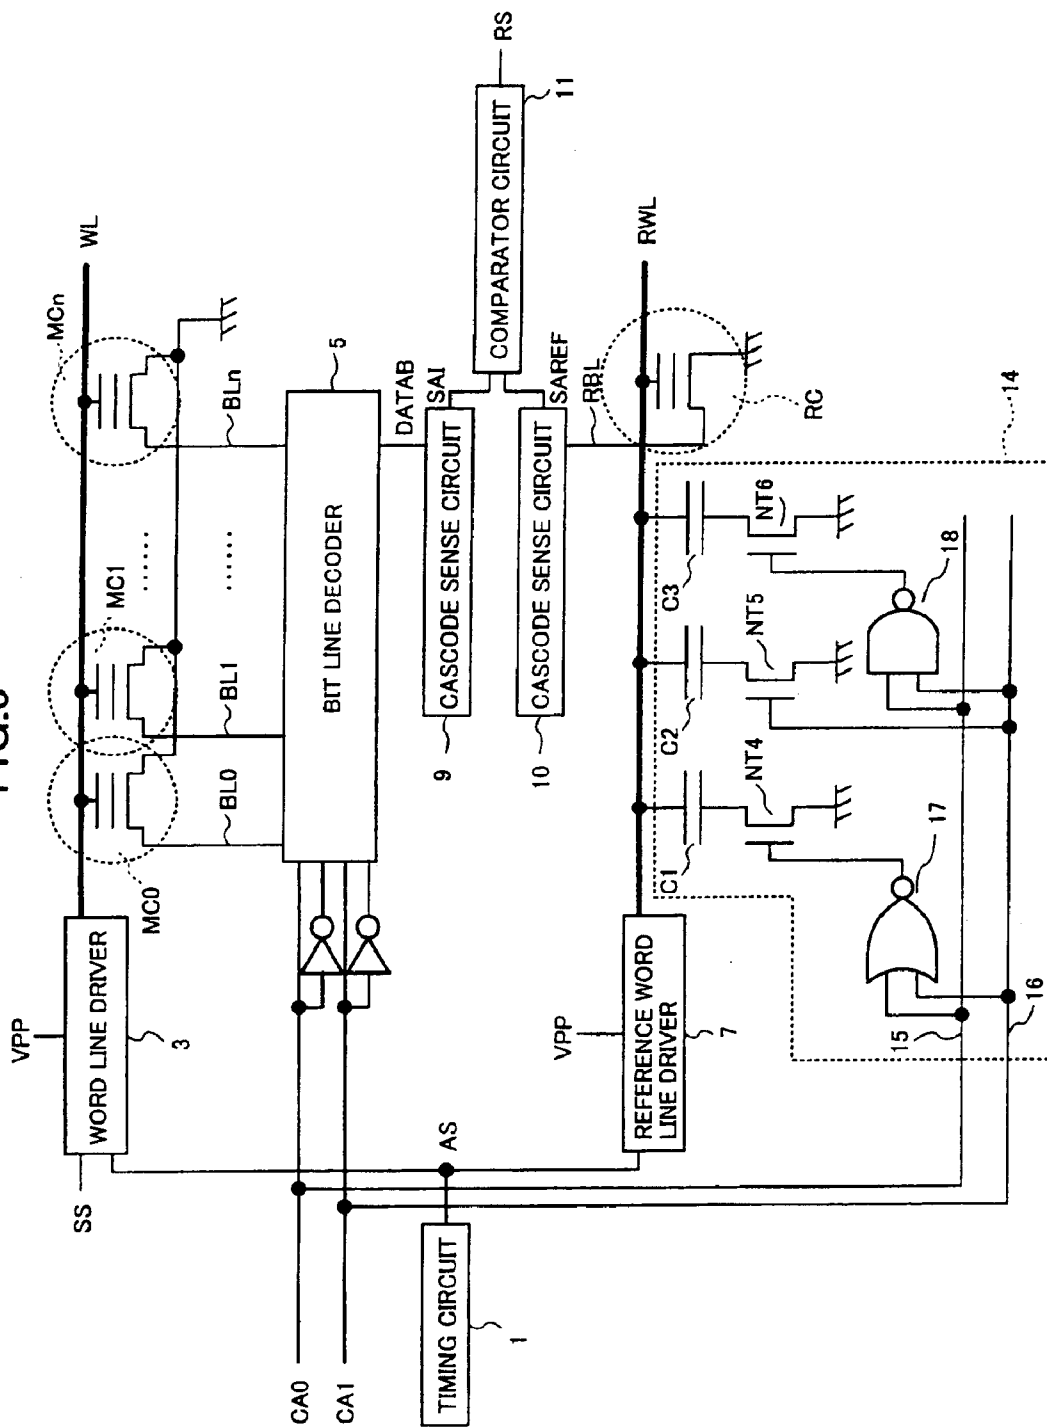 WL
MCn
MC1
MC0
VPP
WORD LINE DRIVER
3
SS
BL0
BL1
BLn
......
......
BIT LINE DECODER
5
CA0
CA1
DATAB
SAI
CASCODE SENSE CIRCUIT
9
CASCODE SENSE CIRCUIT
10
SAREF
COMPARATOR CIRCUIT
11
RS
TIMING CIRCUIT
1
AS
VPP
REFERENCE WORD
LINE DRIVER
7
RBL
RWL
RC
C1
C2
C3
NT4
NT5
NT6
14
15
16
17
18